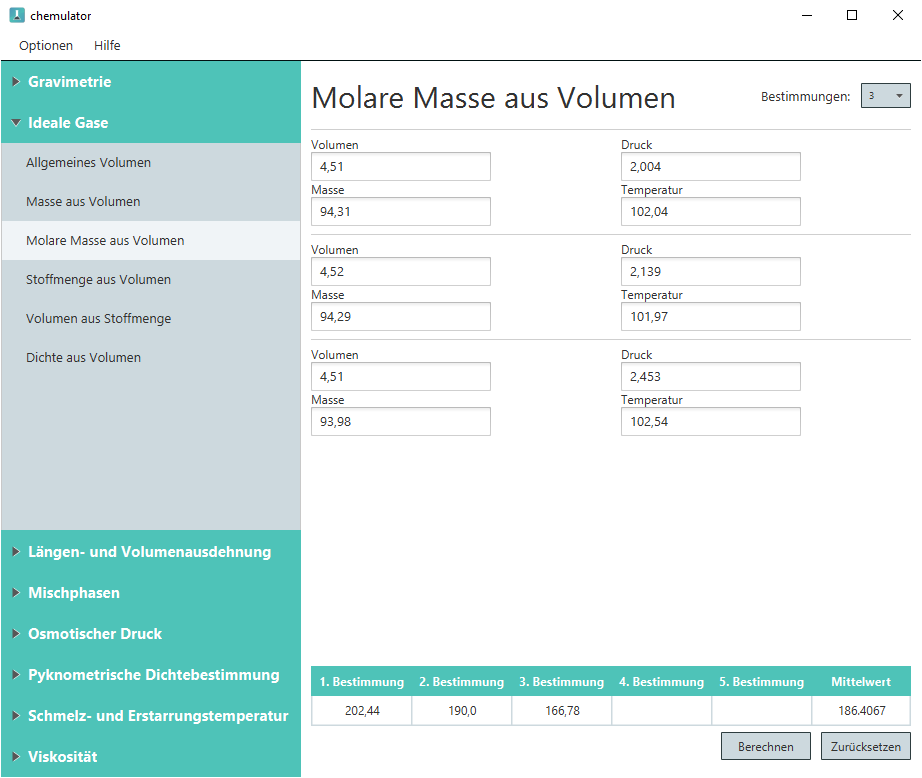 chemulator
Optionen Hilfe
Gravimetrie
Ideale Gase
Allgemeines Volumen
Masse aus Volumen
Molare Masse aus Volumen
Stoffmenge aus Volumen
Volumen aus Stoffmenge
Dichte aus Volumen
Längen- und Volumenausdehnung
Mischphasen
Osmotischer Druck
Pyknometrische Dichtebestimmung
Schmelz- und Erstarrungstemperatur
Viskosität
Molare Masse aus Volumen
Bestimmungen: 3
Volumen Druck
4,51 2,004
Masse Temperatur
94,31 102,04
Volumen Druck
4,52 2,139
Masse Temperatur
94,29 101,97
Volumen Druck
4,51 2,453
Masse Temperatur
93,98 102,54
1. Bestimmung 2. Bestimmung 3. Bestimmung 4. Bestimmung 5. Bestimmung Mittelwert
202,44 190,0 166,78 186.4067
Berechnen Zurücksetzen